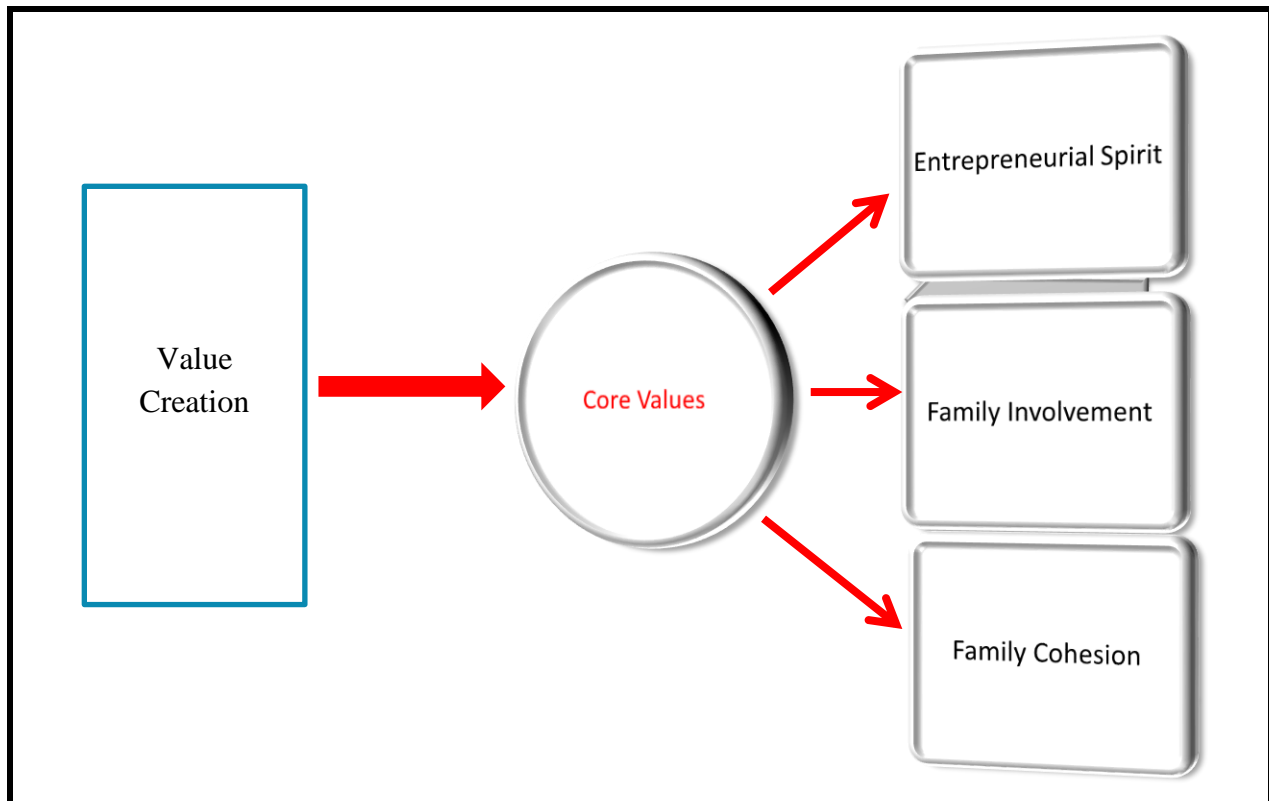 Value
Creation
Core Values
Entrepreneurial Spirit
Family Involvement
Family Cohesion